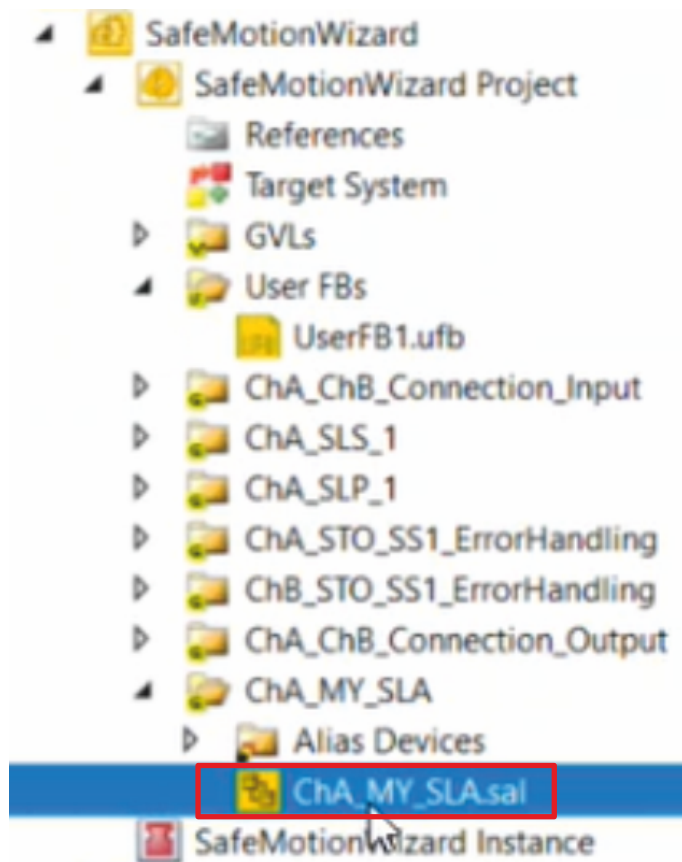 SafeMotionWizard
SafeMotionWizard Project
References
Target System
GVLs
User FBs
UserFB1.ufb
ChA_ChB_Connection_Input
ChA_SLS_1
ChA_SLP_1
ChA_STO_SS1_ErrorHandling
ChB_STO_SS1_ErrorHandling
ChA_ChB_Connection_Output
ChA_MY_SLA
Alias Devices
ChA_MY_SLA.sal
SafeMotionWizard Instance